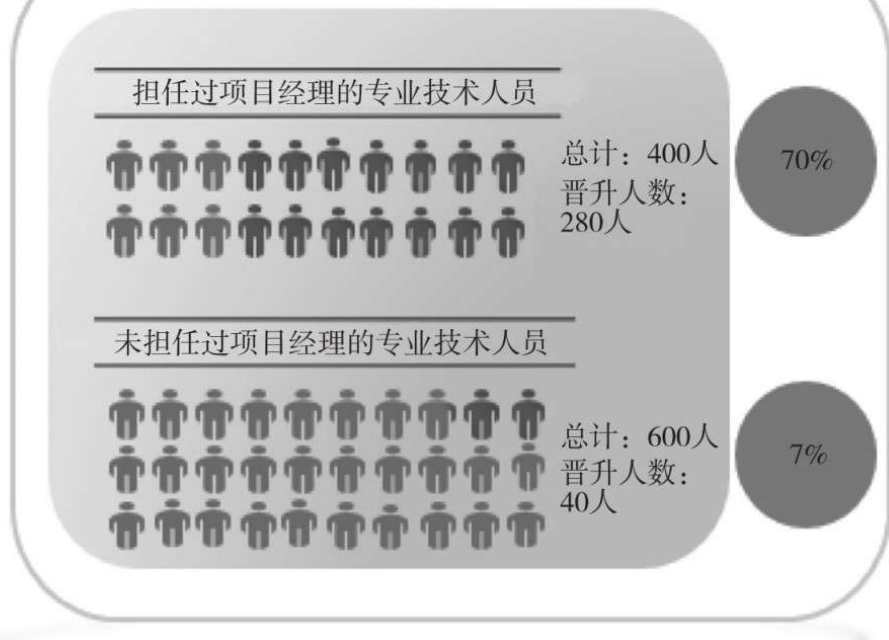 担任过项目经理的专业技术人员
总计：400人
晋升人数：
280人
70%
未担任过项目经理的专业技术人员
总计：600人
晋升人数：
40人
7%